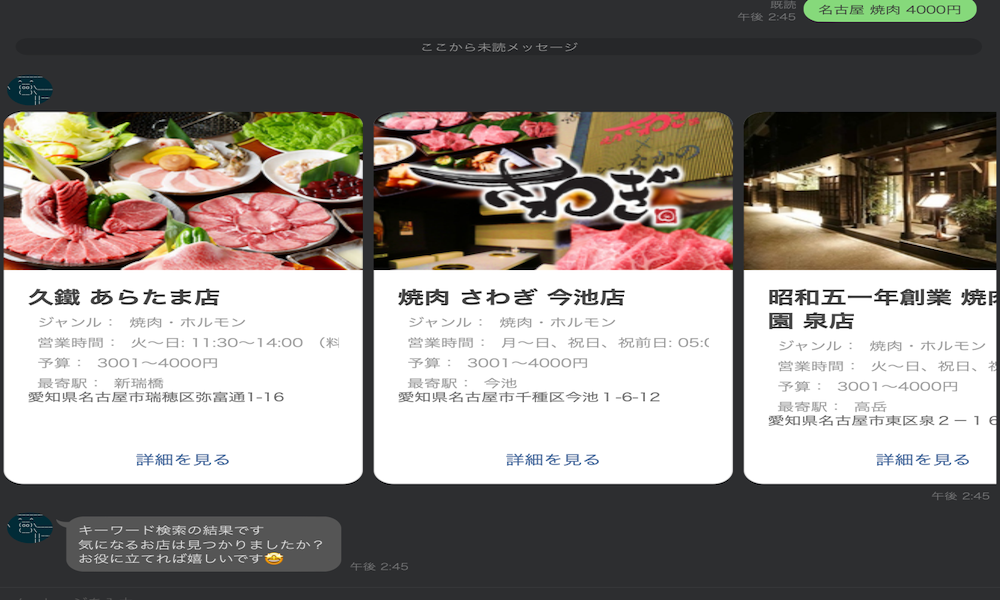 既読
午後 2:45
名古屋 焼肉 4000円
ここから未読メッセージ
さわぎ
久鐵 あらたま店
ジャンル： 焼肉・ホルモン
営業時間： 火～日: 11:30～14:00 （料
予算： 3001～4000円
最寄駅： 新瑞橋
愛知県名古屋市瑞穂区弥富通1-16
詳細を見る
焼肉 さわぎ 今池店
ジャンル： 焼肉・ホルモン
営業時間： 月～日、祝日、祝前日: 05:0
予算： 3001～4000円
最寄駅： 今池
愛知県名古屋市千種区今池１-6-12
詳細を見る
昭和五一年創業 焼肉
園 泉店
ジャンル： 焼肉・ホルモン
営業時間： 火～日、祝日、祝
予算： 3001～4000円
最寄駅： 高岳
愛知県名古屋市東区泉２－１６
詳細を見る
午後 2:45
キーワード検索の結果です
気になるお店は見つかりましたか？
お役に立てれば嬉しいです🤩
午後 2:45